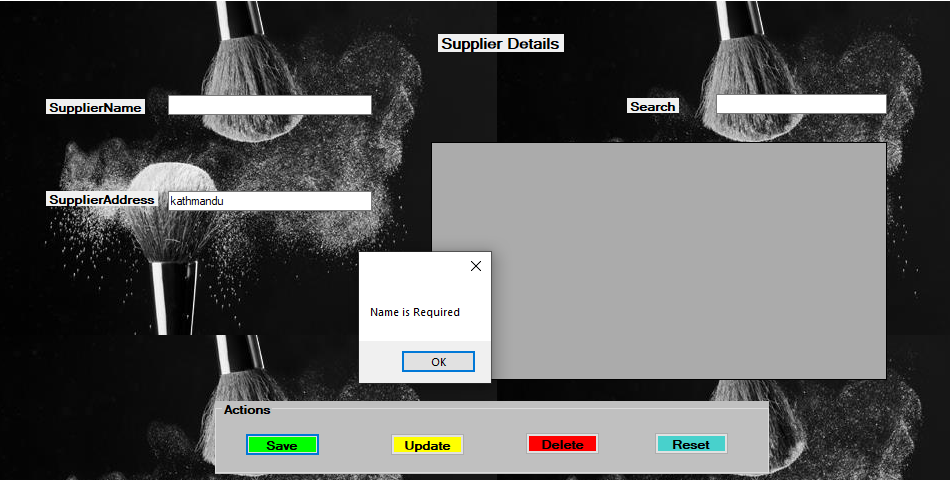 Supplier Details
SupplierName
Search
SupplierAddress
kathmandu
Name is Required
OK
Actions
Save
Update
Delete
Reset